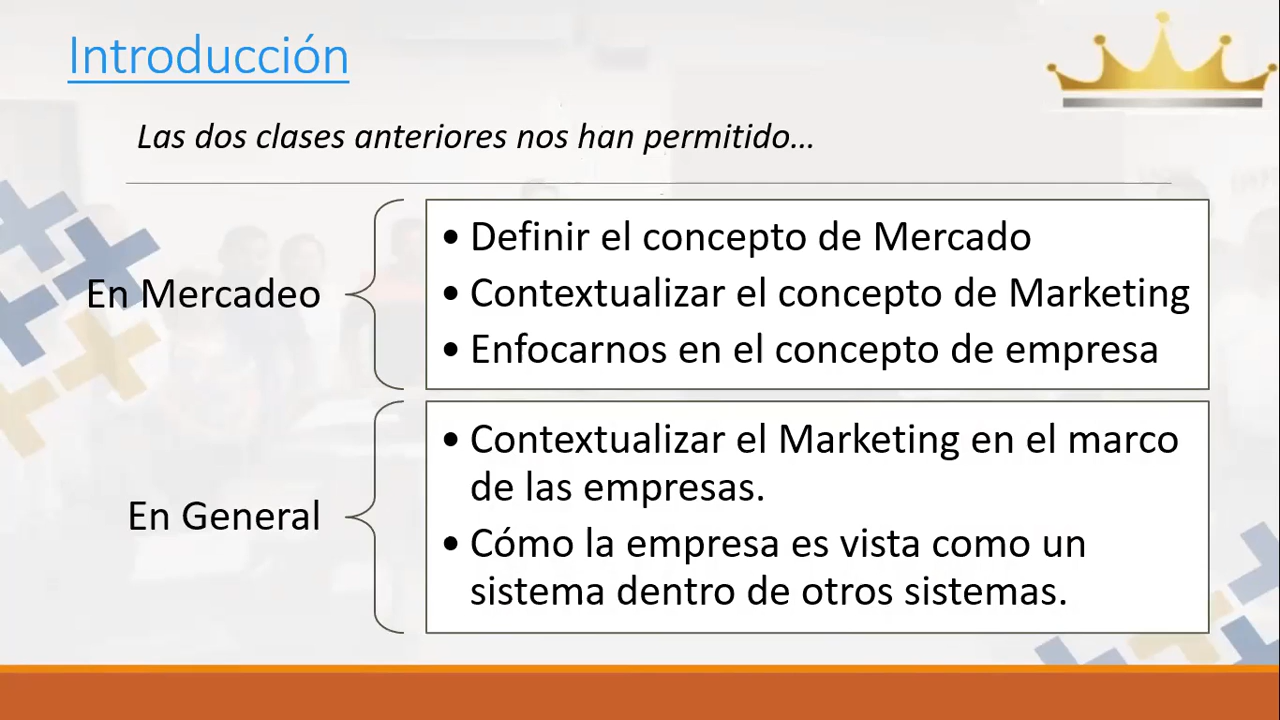 Introducción
Las dos clases anteriores nos han permitido...
En Mercadeo
• Definir el concepto de Mercado
• Contextualizar el concepto de Marketing
• Enfocarnos en el concepto de empresa
En General
• Contextualizar el Marketing en el marco
de las empresas.
• Cómo la empresa es vista como un
sistema dentro de otros sistemas.